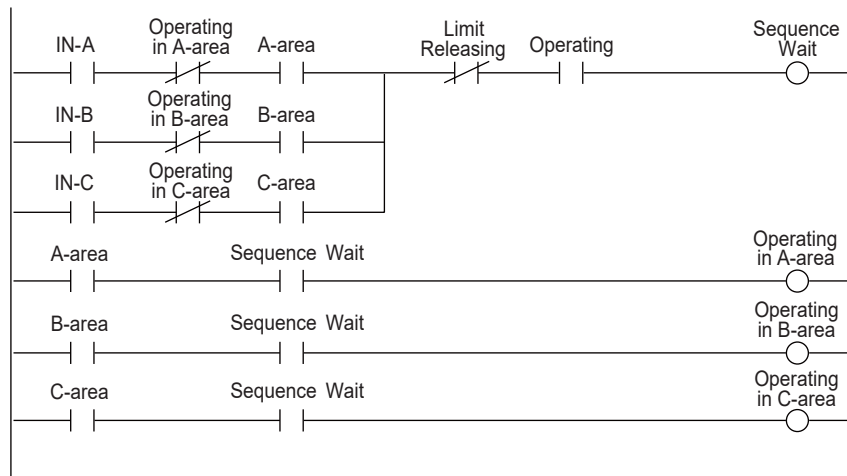 IN-A
Operating
in A-area
A-area
Limit
Releasing
Operating
Sequence
Wait
IN-B
Operating
in B-area
B-area
IN-C
Operating
in C-area
C-area
A-area
Sequence Wait
Operating
in A-area
B-area
Sequence Wait
Operating
in B-area
C-area
Sequence Wait
Operating
in C-area